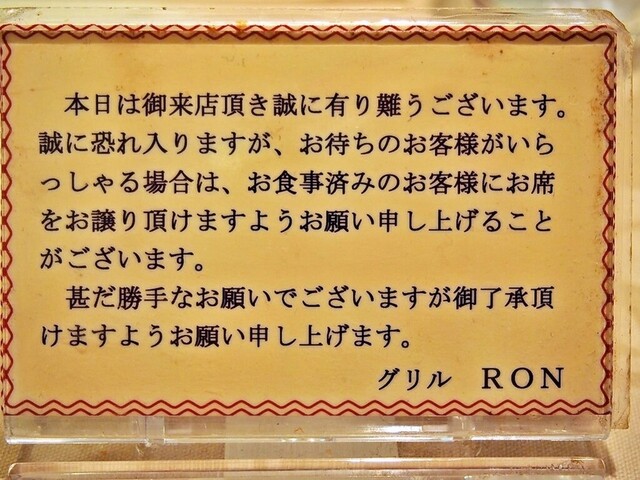 本日は御来店頂き誠に有り難うございます。
誠に恐れ入りますが、お待ちのお客様がいら
っしゃる場合は、お食事済みのお客様にお席
をお譲り頂けますようお願い申し上げること
がございます。
甚だ勝手なお願いでございますが御了承頂
けますようお願い申し上げます。
グリル　ＲＯＮ